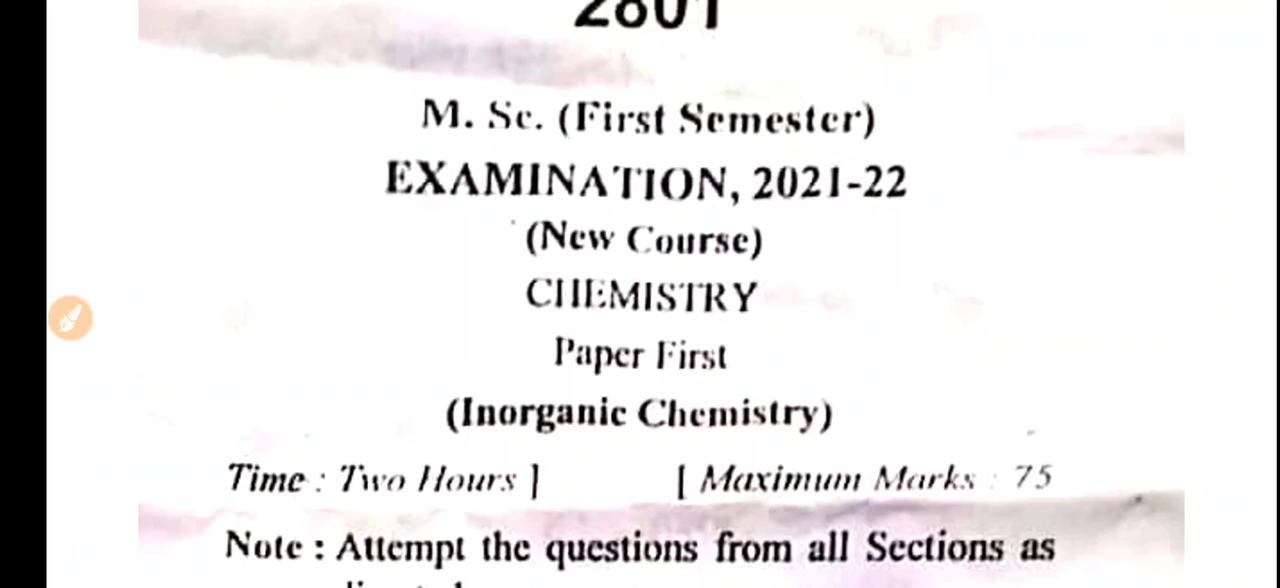 2801
M. Sc. (First Semester)
EXAMINATION, 2021-22
(New Course)
CHEMISTRY
Paper First
(Inorganic Chemistry)
Time : Two Hours ] [ Maximum Marks : 75
Note : Attempt the questions from all Sections as